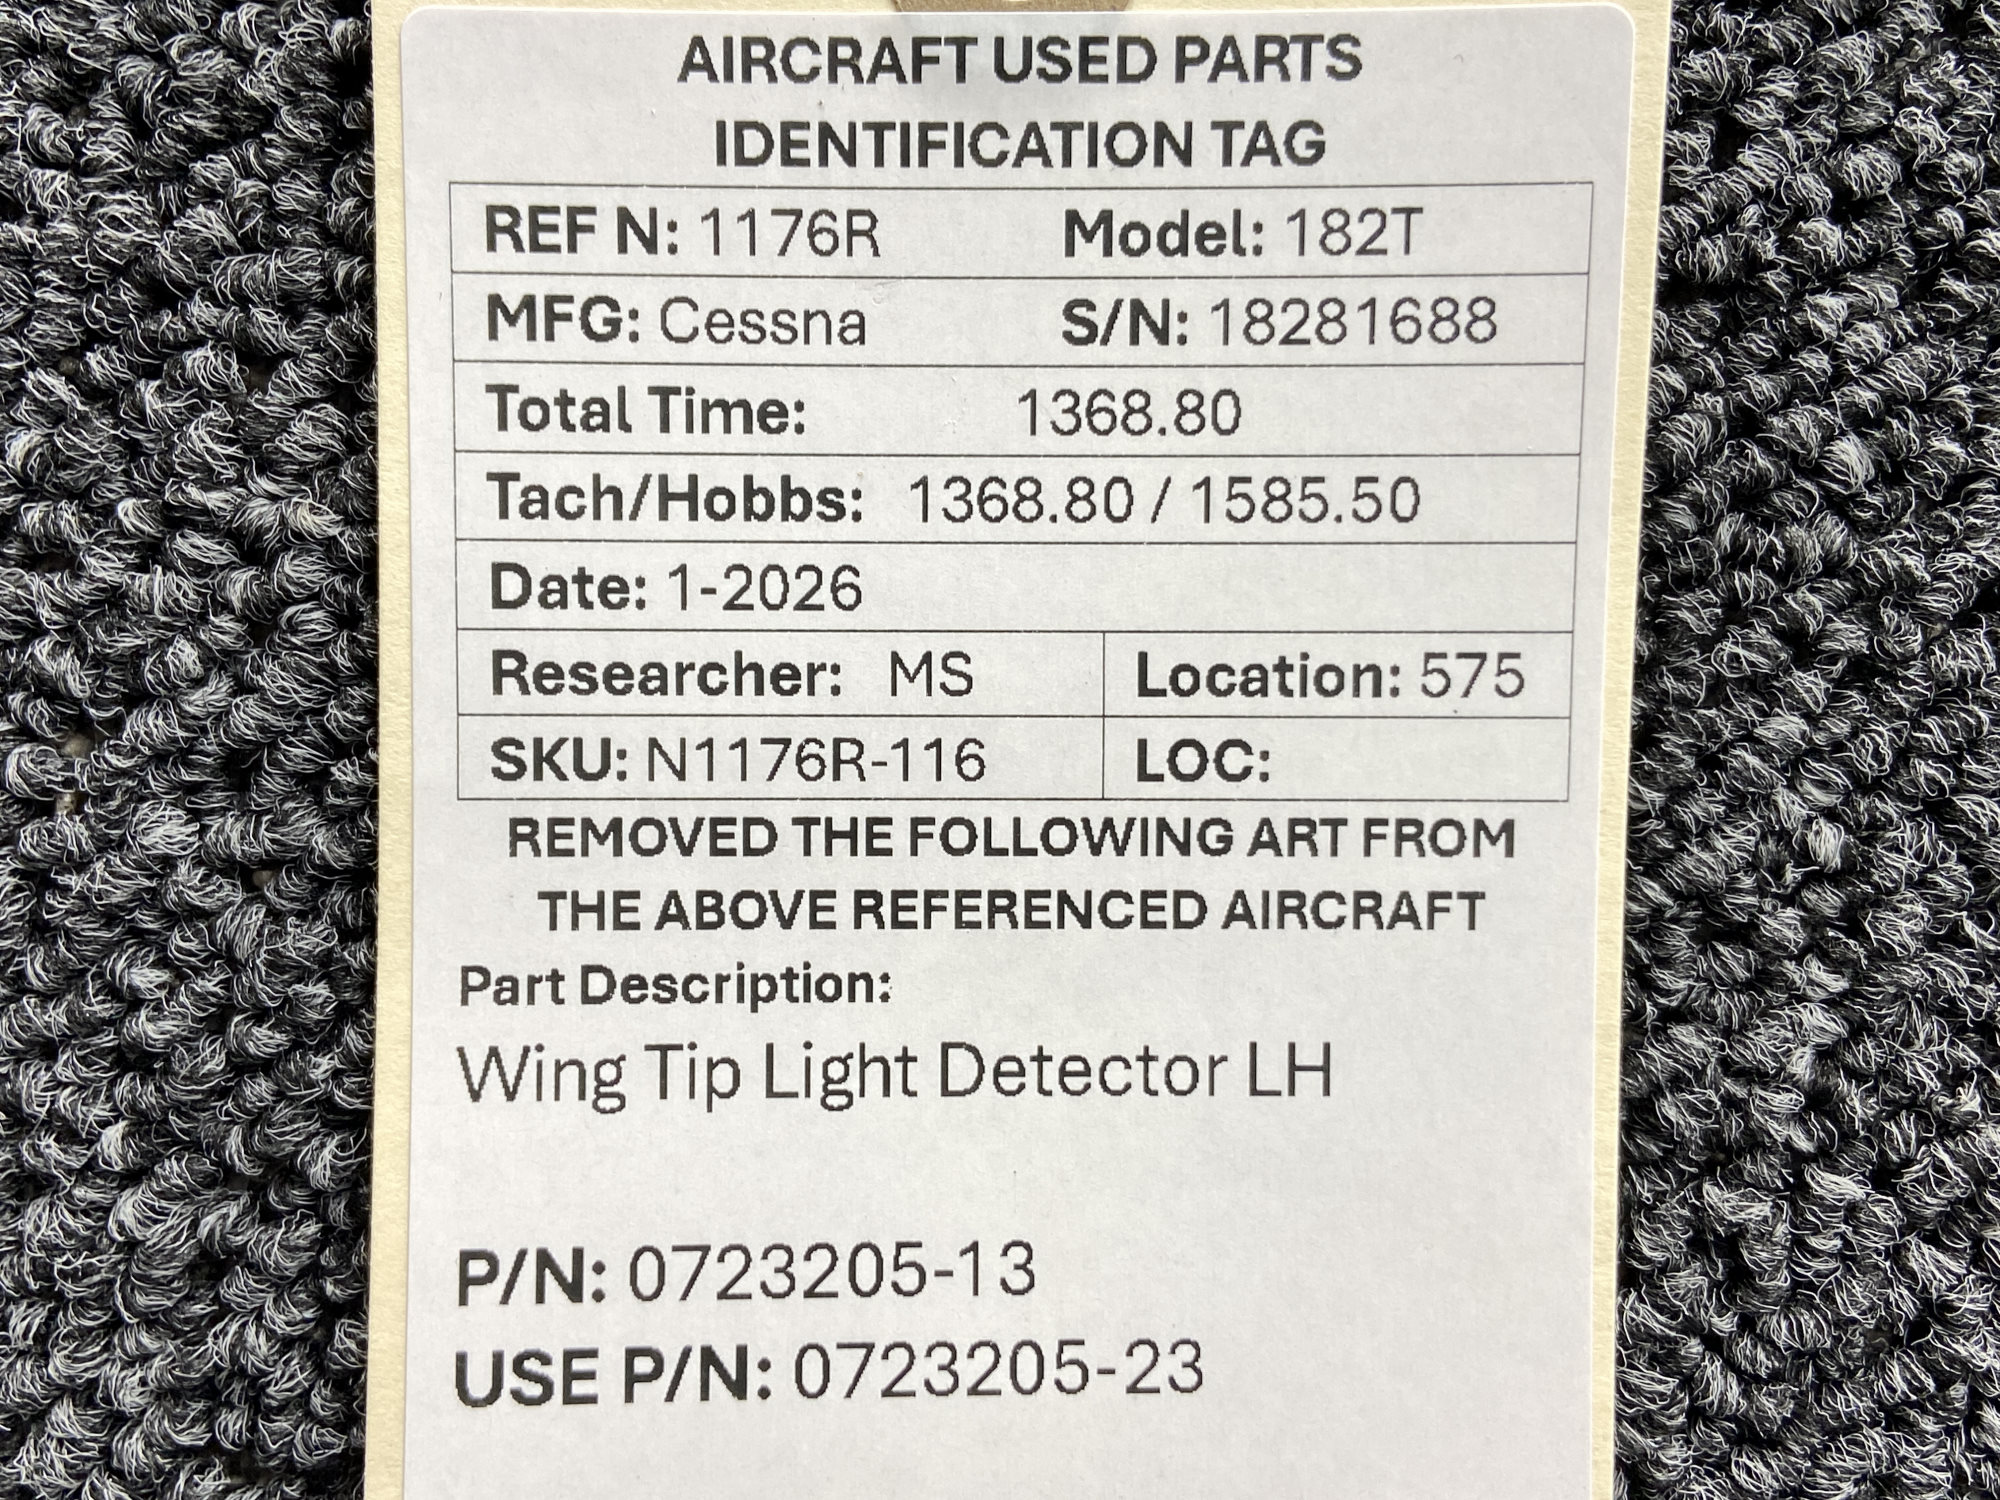 AIRCRAFT USED PARTS
IDENTIFICATION TAG
REF N: 1176R Model: 182T
MFG: Cessna S/N: 18281688
Total Time: 1368.80
Tach/Hobbs: 1368.80 / 1585.50
Date: 1-2026
Researcher: MS Location: 575
SKU: N1176R-116 LOC:
REMOVED THE FOLLOWING ART FROM
THE ABOVE REFERENCED AIRCRAFT
Part Description:
Wing Tip Light Detector LH
P/N: 0723205-13
USE P/N: 0723205-23